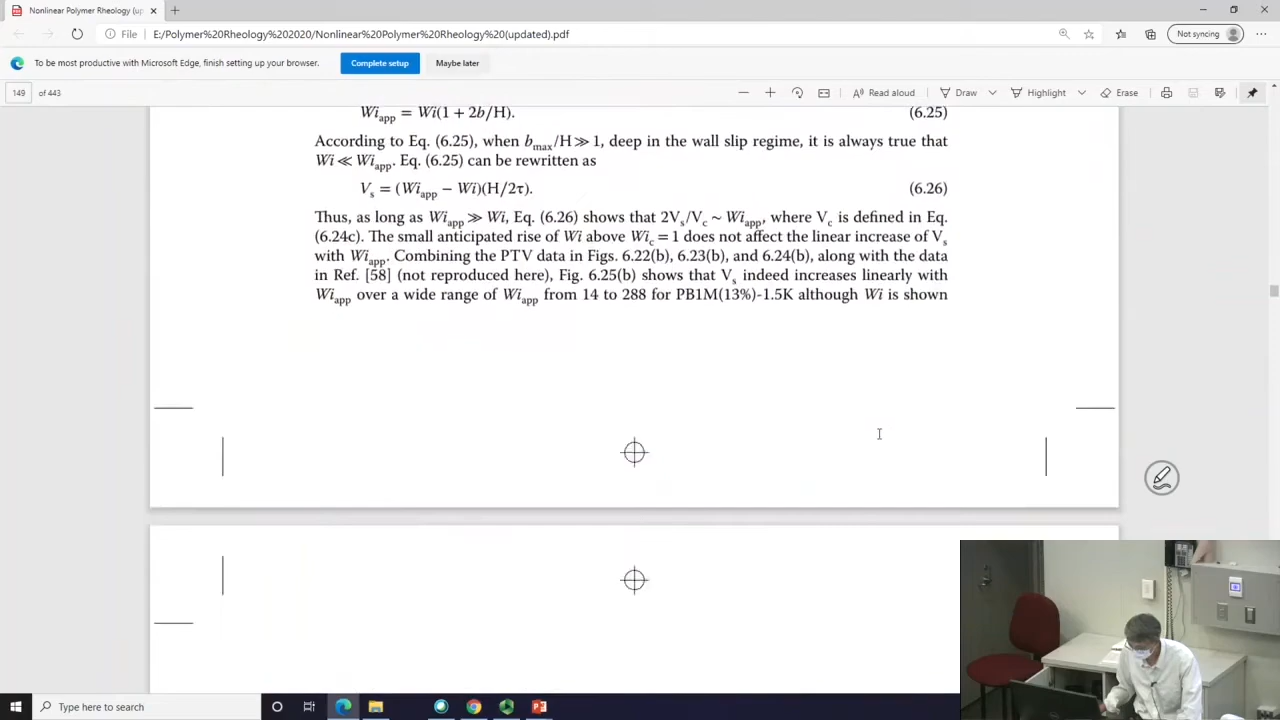 Nonlinear Polymer Rheology (up
File
E:/Polymer%20Rheology%202020/Nonlinear%20Polymer%20Rheology%20(updated).pdf
Not syncing
To be most productive with Microsoft Edge, finish setting up your browser.
Complete setup
Maybe later
149 of 443
Read aloud
Draw
Highlight
Erase
Wi_app = Wi(1 + 2b/H). (6.25)
According to Eq. (6.25), when b_max/H ≫ 1, deep in the wall slip regime, it is always true that
Wi ≪ Wi_app. Eq. (6.25) can be rewritten as
V_s = (Wi_app − Wi)(H/2τ). (6.26)
Thus, as long as Wi_app ≫ Wi, Eq. (6.26) shows that 2V_s/V_c ~ Wi_app, where V_c is defined in Eq.
(6.24c). The small anticipated rise of Wi above Wi_c = 1 does not affect the linear increase of V_s
with Wi_app. Combining the PTV data in Figs. 6.22(b), 6.23(b), and 6.24(b), along with the data
in Ref. [58] (not reproduced here), Fig. 6.25(b) shows that V_s indeed increases linearly with
Wi_app over a wide range of Wi_app from 14 to 288 for PB1M(13%)-1.5K although Wi is shown
Type here to search